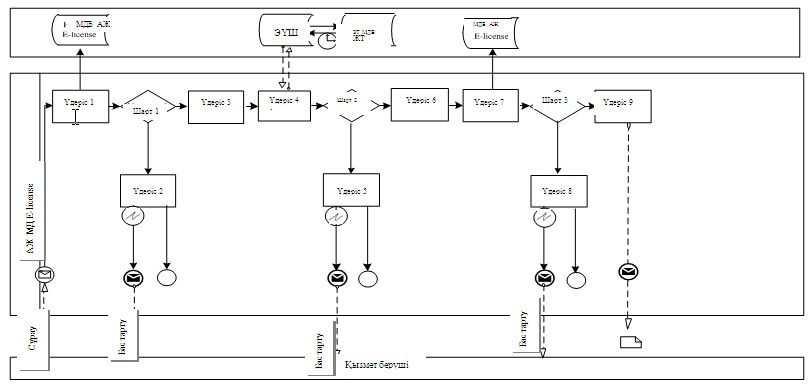 МДБ АЖ
E-license
ЭҮШ
МДБ
ЖТ
МДБ АЖ
E-license
Үдеріс 1
Шарт 1
Үдеріс 3
Үдеріс 4
Шарт 2
Үдеріс 6
Үдеріс 7
Шарт 3
Үдеріс 9
Үдеріс 2
Үдеріс 5
Үдеріс 8
АЖ МД E-license
Сұрау
Бас тарту
Бас тарту
Бас тарту
Қызмет беруші